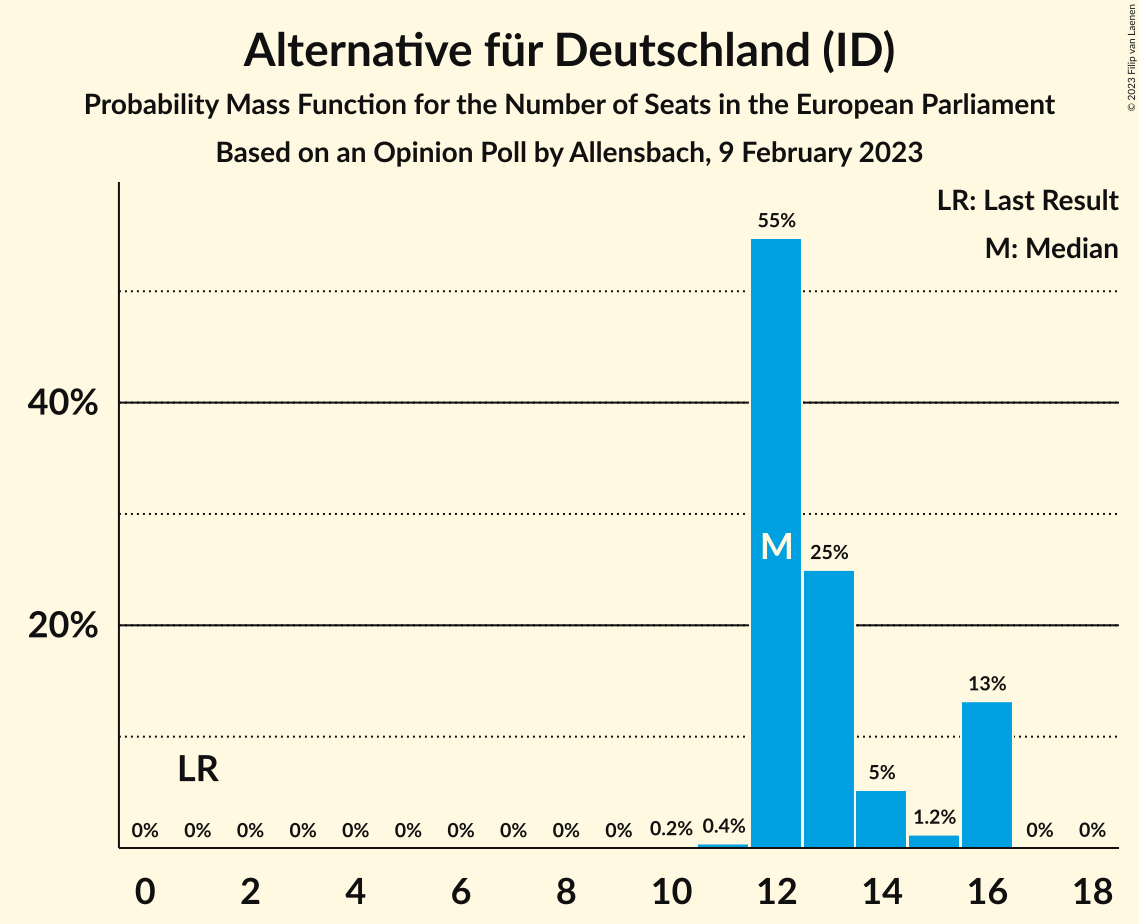 Alternative für Deutschland (ID)
Probability Mass Function for the Number of Seats in the European Parliament
Based on an Opinion Poll by Allensbach, 9 February 2023
© 2023 Filip van Laenen
LR: Last Result
M: Median
55%
40%
M
25%
20%
13%
LR
5%
0% 0% 0% 0% 0% 0% 0% 0% 0% 0% 0.2% 0.4% 1.2% 0% 0%
0 2 4 6 8 10 12 14 16 18